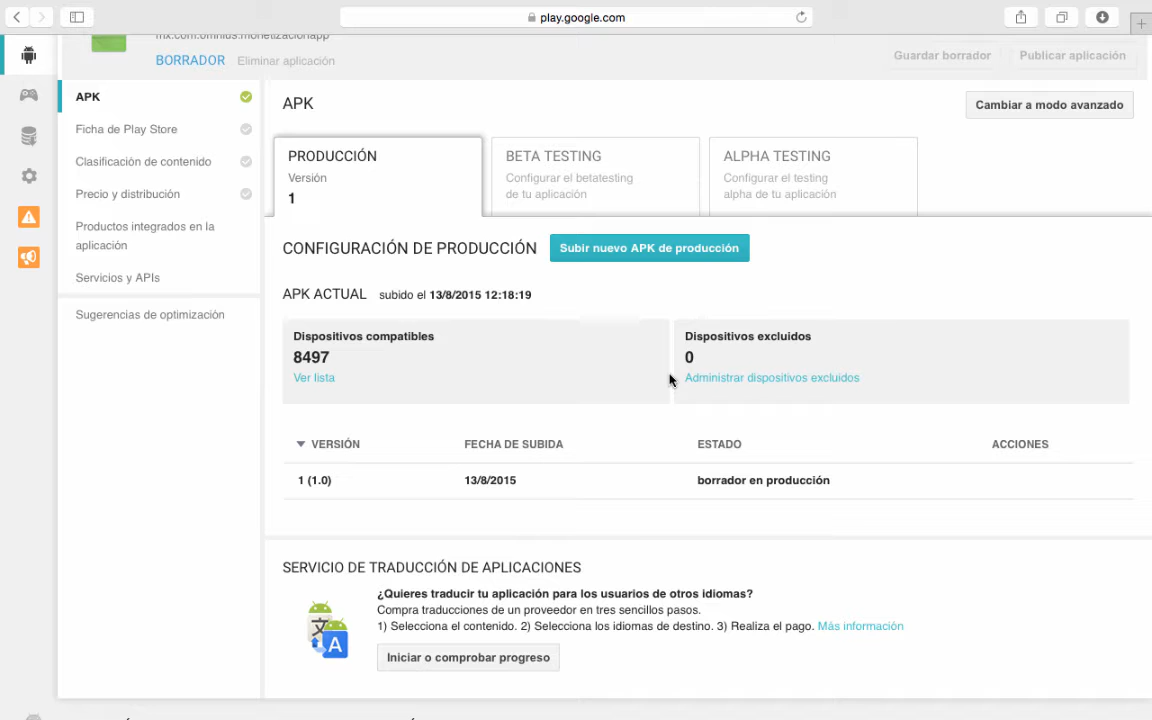 play.google.com
mx.com.omnius.monetizacionapp
BORRADOR Eliminar aplicación
Guardar borrador Publicar aplicación
APK
Ficha de Play Store
Clasificación de contenido
Precio y distribución
Productos integrados en la
aplicación
Servicios y APIs
Sugerencias de optimización
APK
Cambiar a modo avanzado
PRODUCCIÓN
Versión
1
BETA TESTING
Configurar el betatesting
de tu aplicación
ALPHA TESTING
Configurar el testing
alpha de tu aplicación
CONFIGURACIÓN DE PRODUCCIÓN
Subir nuevo APK de producción
APK ACTUAL subido el 13/8/2015 12:18:19
Dispositivos compatibles
8497
Ver lista
Dispositivos excluidos
0
Administrar dispositivos excluidos
VERSIÓN FECHA DE SUBIDA ESTADO ACCIONES
1 (1.0) 13/8/2015 borrador en producción
SERVICIO DE TRADUCCIÓN DE APLICACIONES
¿Quieres traducir tu aplicación para los usuarios de otros idiomas?
Compra traducciones de un proveedor en tres sencillos pasos.
1) Selecciona el contenido. 2) Selecciona los idiomas de destino. 3) Realiza el pago. Más información
Iniciar o comprobar progreso